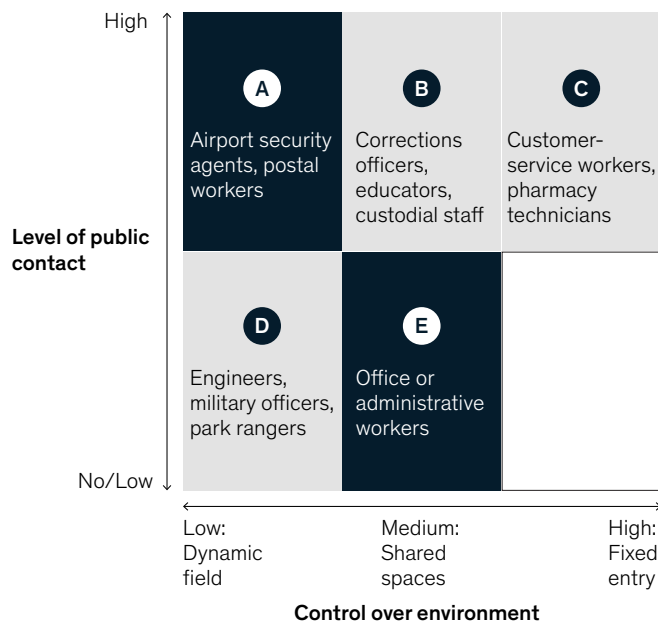 High
A
B
C
Airport security
agents, postal
workers
Corrections
officers,
educators,
custodial staff
Customer-
service workers,
pharmacy
technicians
Level of public
contact
D
E
Engineers,
military officers,
park rangers
Office or
administrative
workers
No/Low
Low:
Dynamic
field
Medium:
Shared
spaces
High:
Fixed
entry
Control over environment